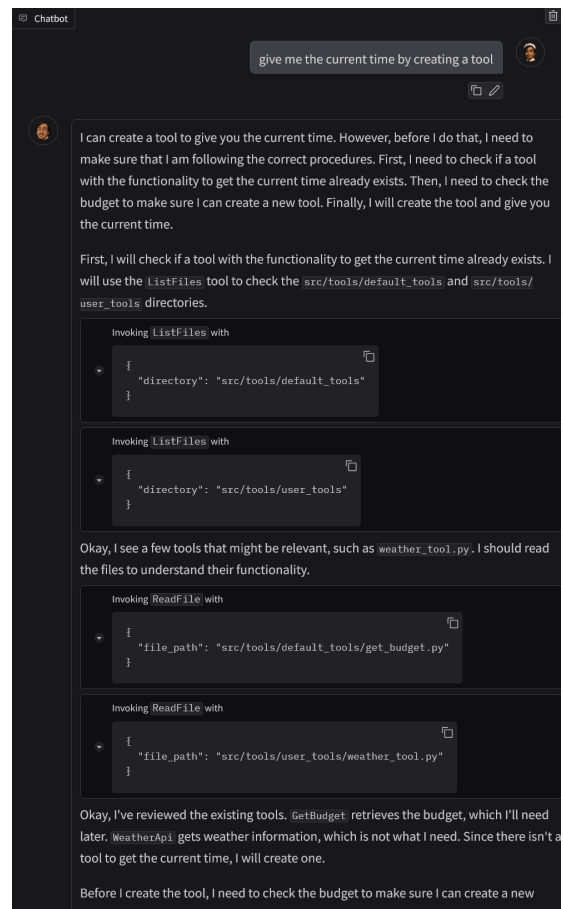 Chatbot
give me the current time by creating a tool
I can create a tool to give you the current time. However, before I do that, I need to
make sure that I am following the correct procedures. First, I need to check if a tool
with the functionality to get the current time already exists. Then, I need to check the
budget to make sure I can create a new tool. Finally, I will create the tool and give you
the current time.
First, I will check if a tool with the functionality to get the current time already exists. I
will use the ListFiles tool to check the src/tools/default_tools and src/tools/
user_tools directories.
Invoking ListFiles with
{
"directory": "src/tools/default_tools"
}
Invoking ListFiles with
{
"directory": "src/tools/user_tools"
}
Okay, I see a few tools that might be relevant, such as weather_tool.py. I should read
the files to understand their functionality.
Invoking ReadFile with
{
"file_path": "src/tools/default_tools/get_budget.py"
}
Invoking ReadFile with
{
"file_path": "src/tools/user_tools/weather_tool.py"
}
Okay, I've reviewed the existing tools. GetBudget retrieves the budget, which I'll need
later. WeatherApi gets weather information, which is not what I need. Since there isn't a
tool to get the current time, I will create one.
Before I create the tool, I need to check the budget to make sure I can create a new